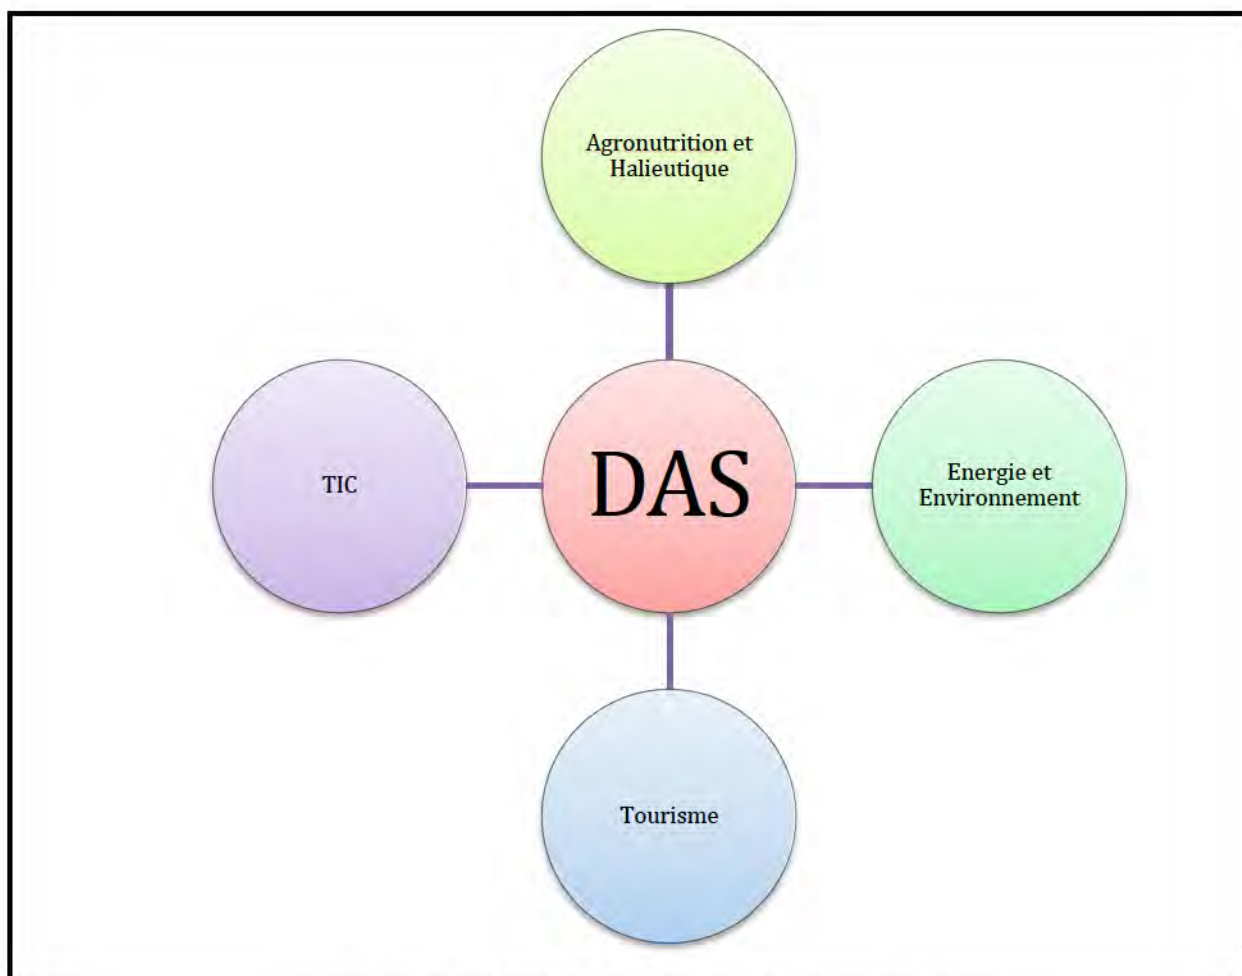 Agronutrition et
Halieutique
TIC
DAS
Energie et
Environnement
Tourisme